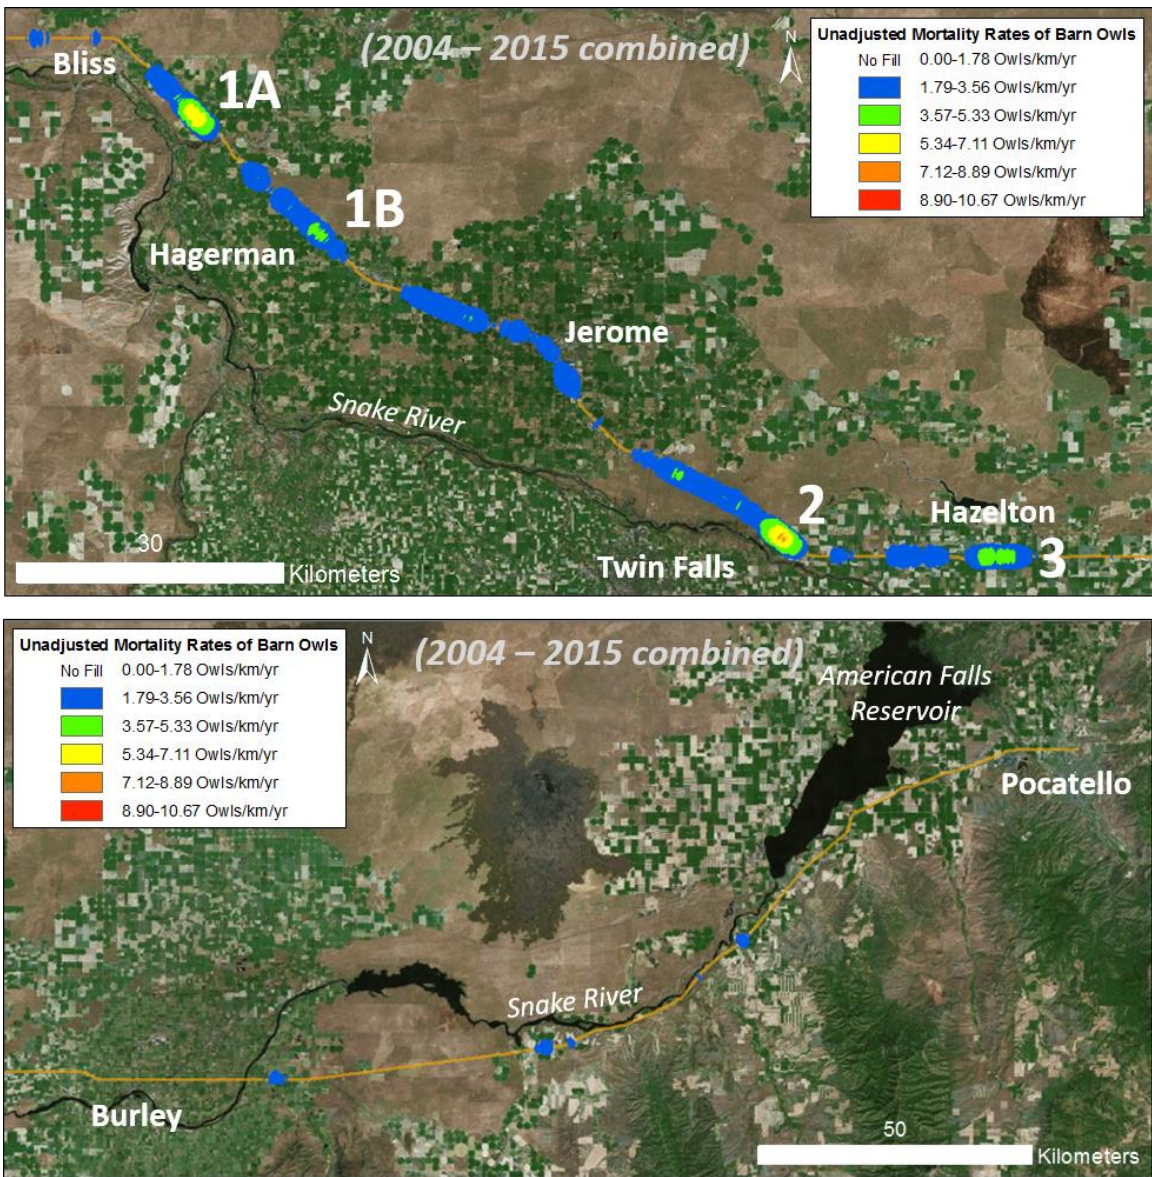 (2004 – 2015 combined)
N
Unadjusted Mortality Rates of Barn Owls
No Fill 0.00-1.78 Owls/km/yr
1.79-3.56 Owls/km/yr
3.57-5.33 Owls/km/yr
5.34-7.11 Owls/km/yr
7.12-8.89 Owls/km/yr
8.90-10.67 Owls/km/yr
Bliss
1A
1B
Hagerman
Jerome
Snake River
2
Hazelton
3
Twin Falls
30
Kilometers
Unadjusted Mortality Rates of Barn Owls
No Fill 0.00-1.78 Owls/km/yr
1.79-3.56 Owls/km/yr
3.57-5.33 Owls/km/yr
5.34-7.11 Owls/km/yr
7.12-8.89 Owls/km/yr
8.90-10.67 Owls/km/yr
N
(2004 – 2015 combined)
American Falls
Reservoir
Pocatello
Snake River
Burley
50
Kilometers